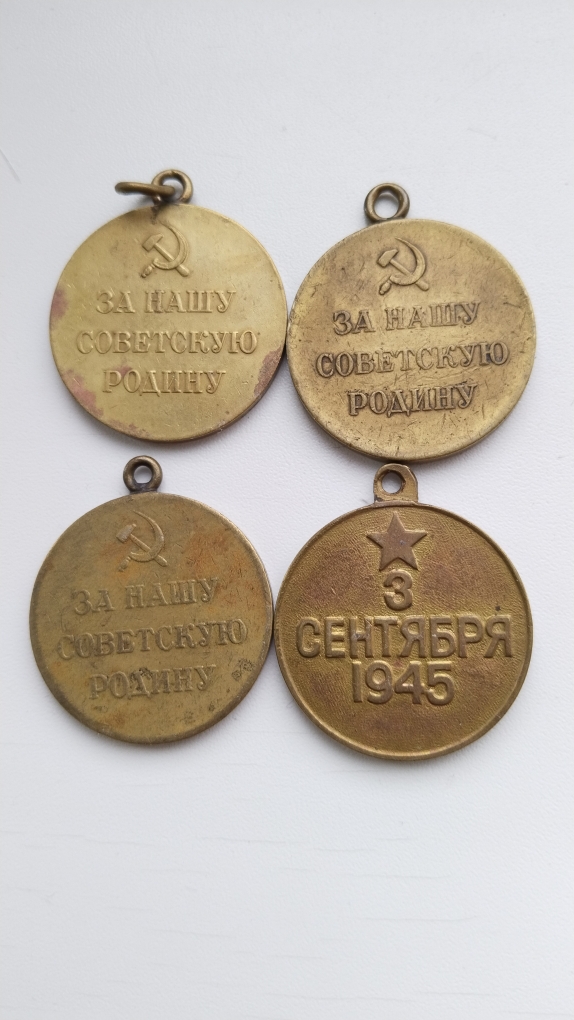 ЗА НАШУ
СОВЕТСКУЮ
РОДИНУ
ЗА НАШУ
СОВЕТСКУЮ
РОДИНУ
ЗА НАШУ
СОВЕТСКУЮ
РОДИНУ
3
СЕНТЯБРЯ
1945